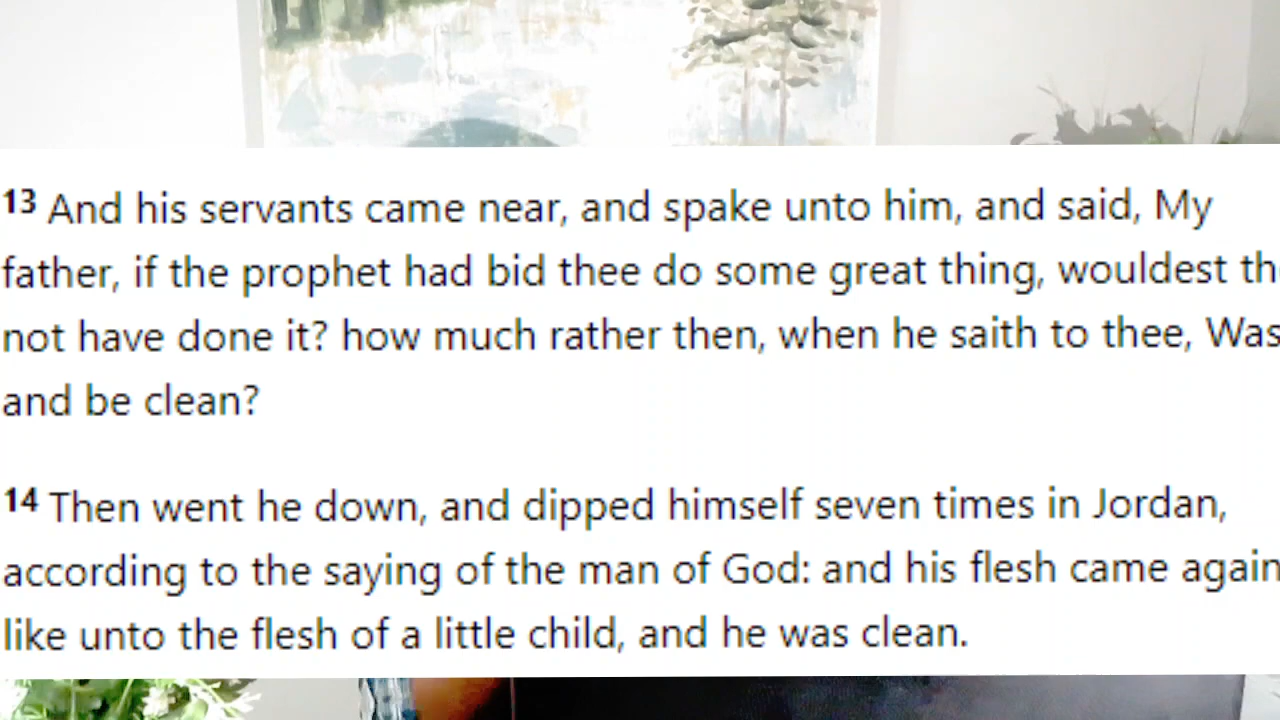 13 And his servants came near, and spake unto him, and said, My
father, if the prophet had bid thee do some great thing, wouldest th
not have done it? how much rather then, when he saith to thee, Was
and be clean?
14 Then went he down, and dipped himself seven times in Jordan,
according to the saying of the man of God: and his flesh came again
like unto the flesh of a little child, and he was clean.